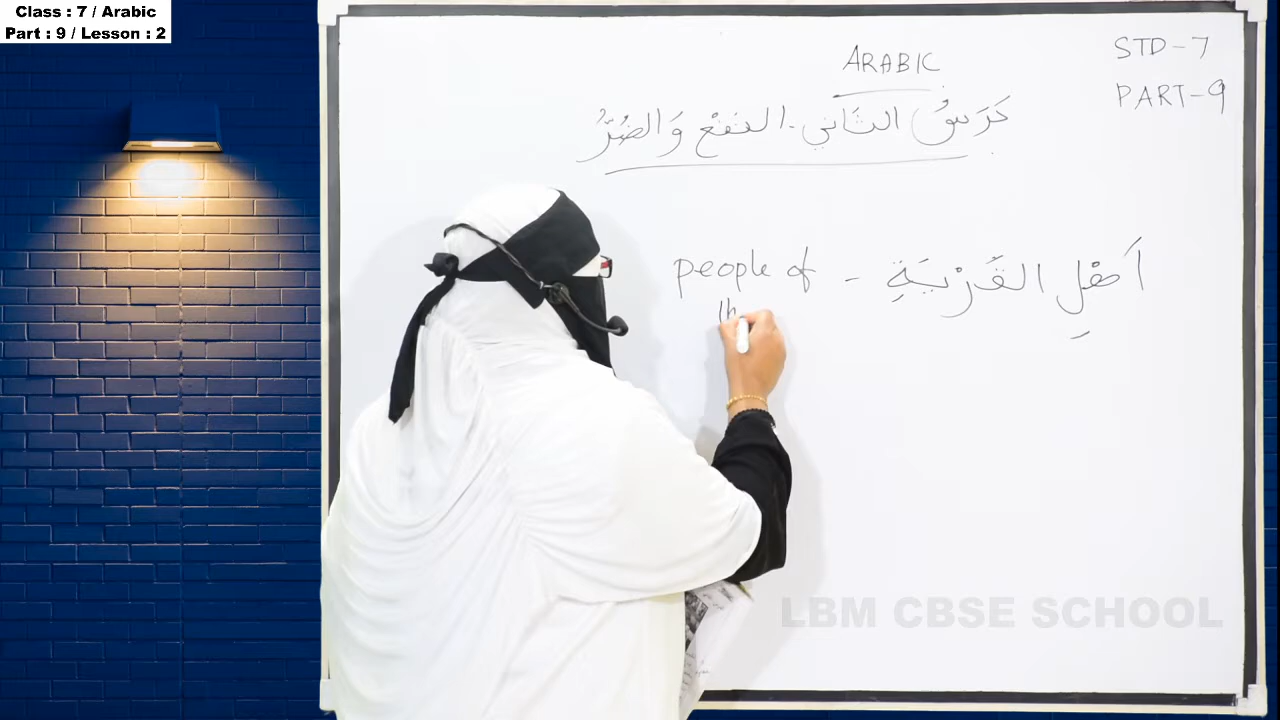 Class : 7 / Arabic
Part : 9 / Lesson : 2
ARABIC
STD-7
PART-9
دَرَسُ الثَّانِي - النَفَعْ وَالضُرُّ
اَهْلِ القَرْيَةِ - people of
th
LBM CBSE SCHOOL